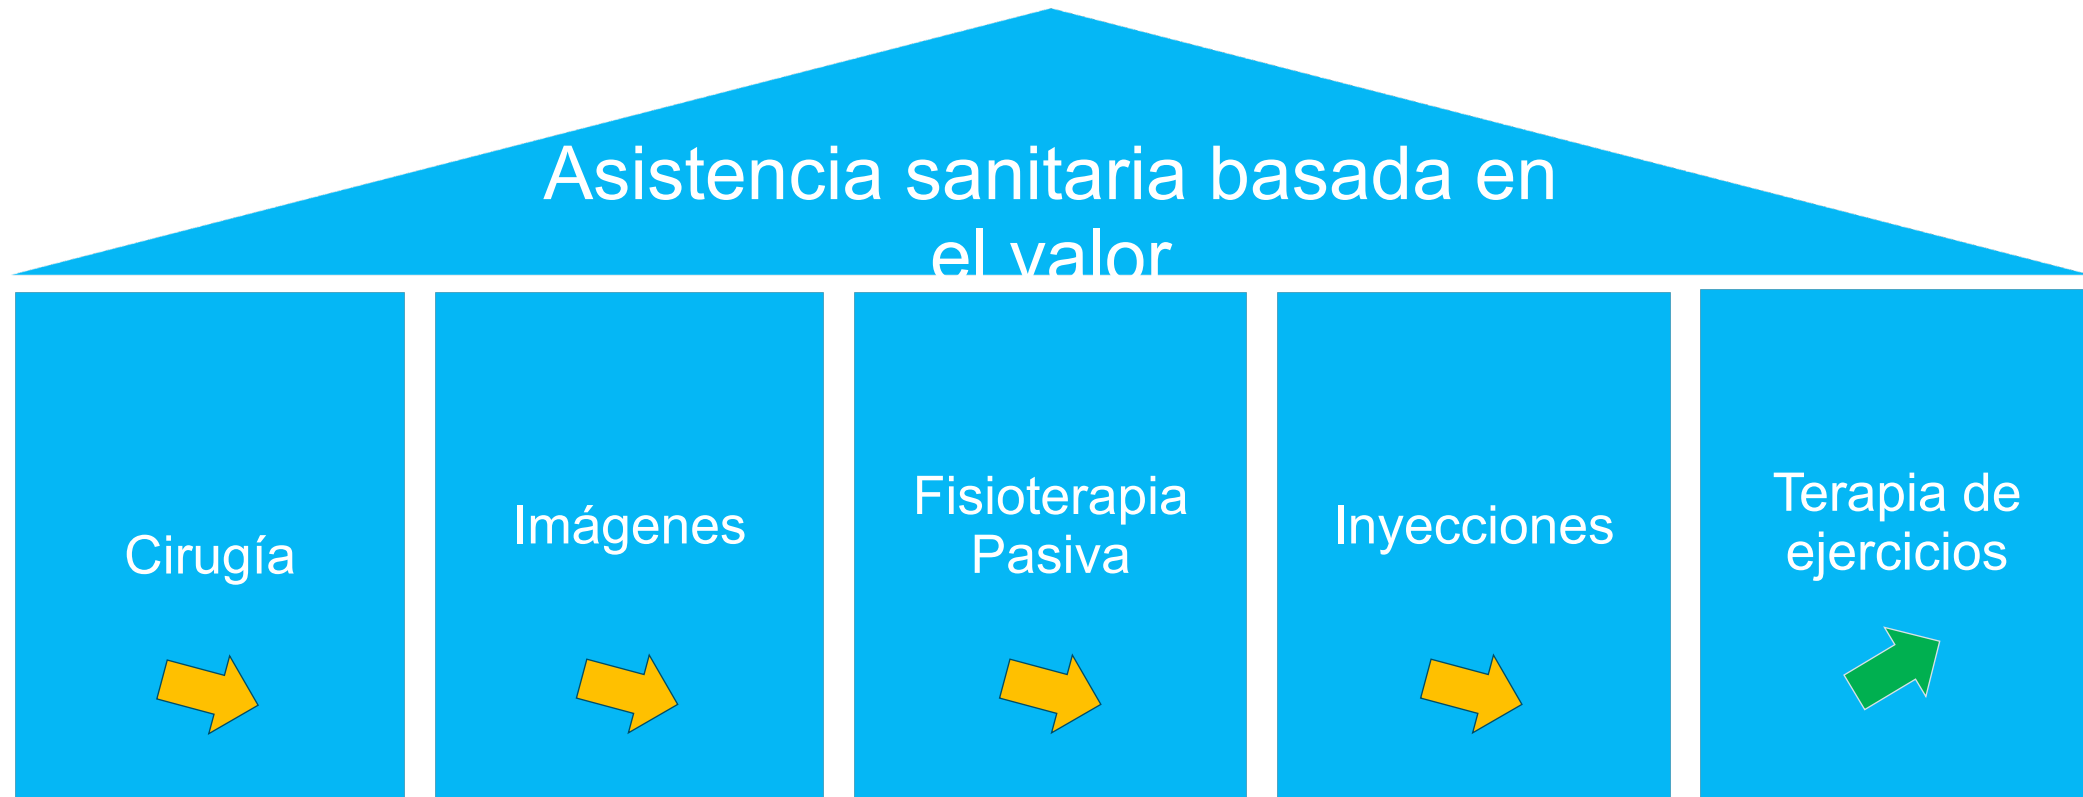 Asistencia sanitaria basada en
el valor
Cirugía
Imágenes
Fisioterapia
Pasiva
Inyecciones
Terapia de
ejercicios